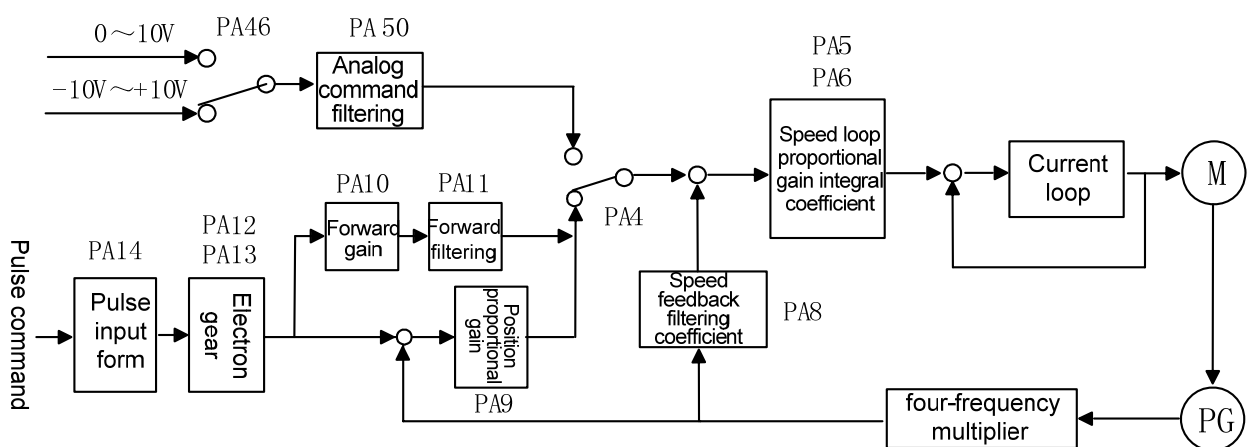 0～10V
PA46
PA 50
-10V～+10V
Analog
command
filtering
PA5
PA6
Speed loop
proportional
gain integral
coefficient
Current
loop
M
PA10
PA11
Forward
gain
Forward
filtering
PA4
PA12
PA13
PA14
Pulse command
Pulse
input
form
Electron
gear
Position
proportional
gain
PA9
Speed
feedback
filtering
coefficient
PA8
four-frequency
multiplier
PG